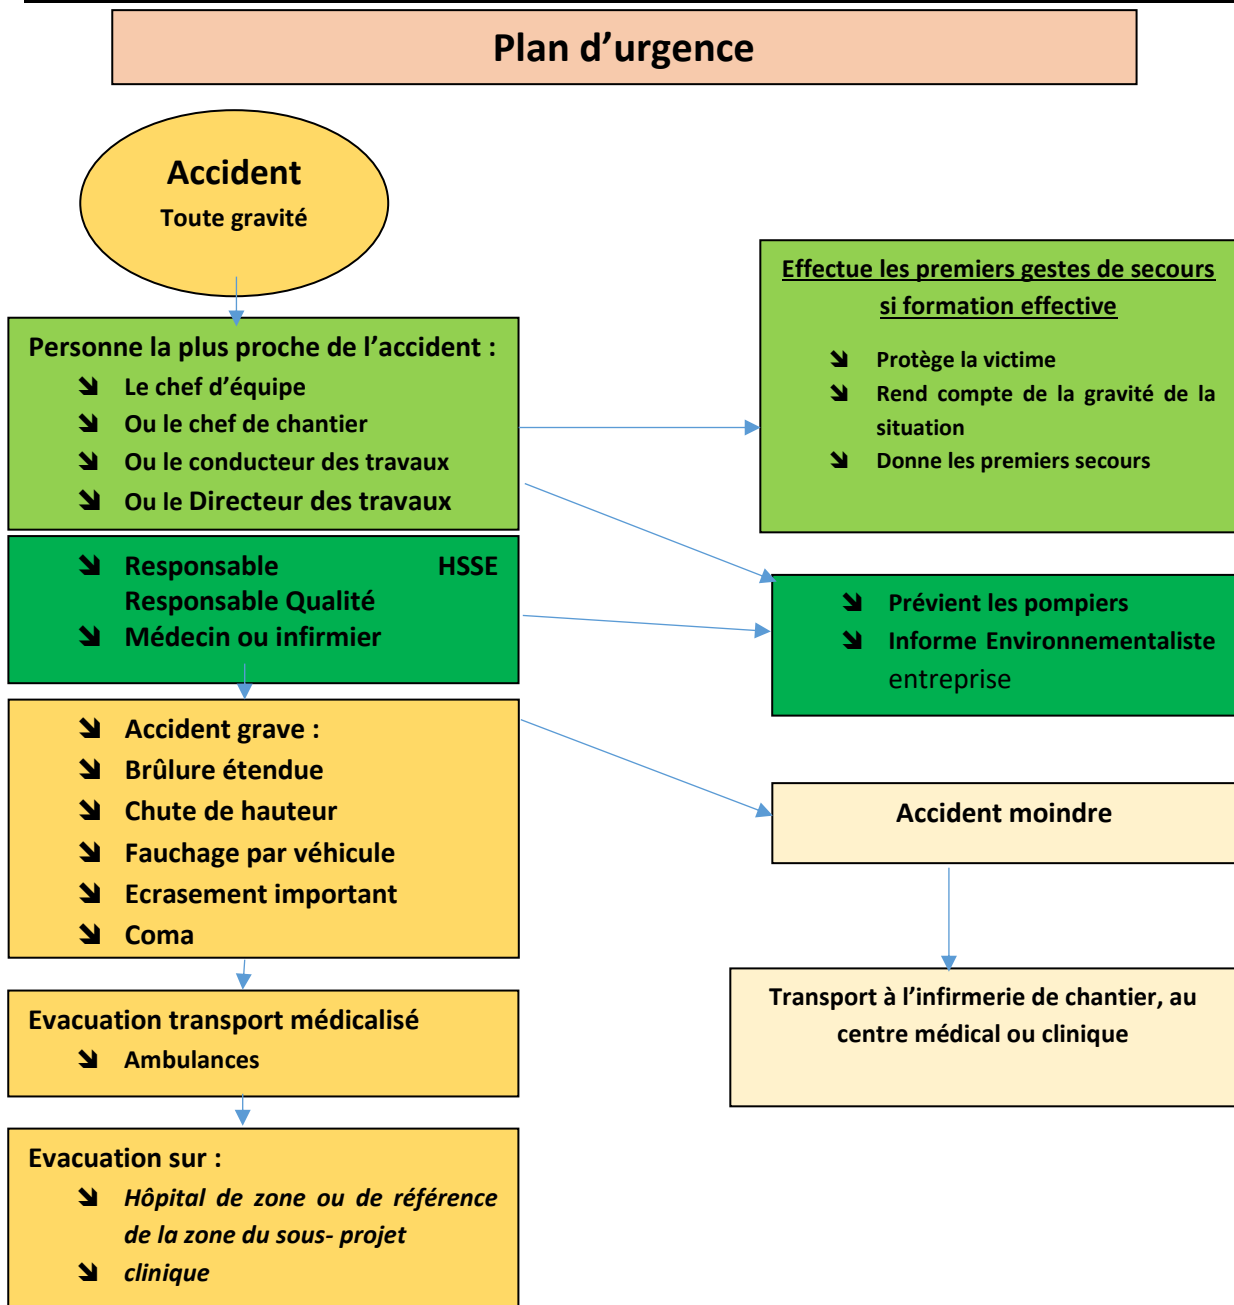 Plan d’urgence
Accident
Toute gravité
Personne la plus proche de l’accident :
Le chef d’équipe
Ou le chef de chantier
Ou le conducteur des travaux
Ou le Directeur des travaux
Effectue les premiers gestes de secours
si formation effective
Protège la victime
Rend compte de la gravité de la
situation
Donne les premiers secours
Responsable HSSE
Responsable Qualité
Médecin ou infirmier
Prévient les pompiers
Informe Environnementaliste
entreprise
Accident grave :
Brûlure étendue
Chute de hauteur
Fauchage par véhicule
Ecrasement important
Coma
Accident moindre
Transport à l’infirmerie de chantier, au
centre médical ou clinique
Evacuation transport médicalisé
Ambulances
Evacuation sur :
Hôpital de zone ou de référence
de la zone du sous- projet
clinique